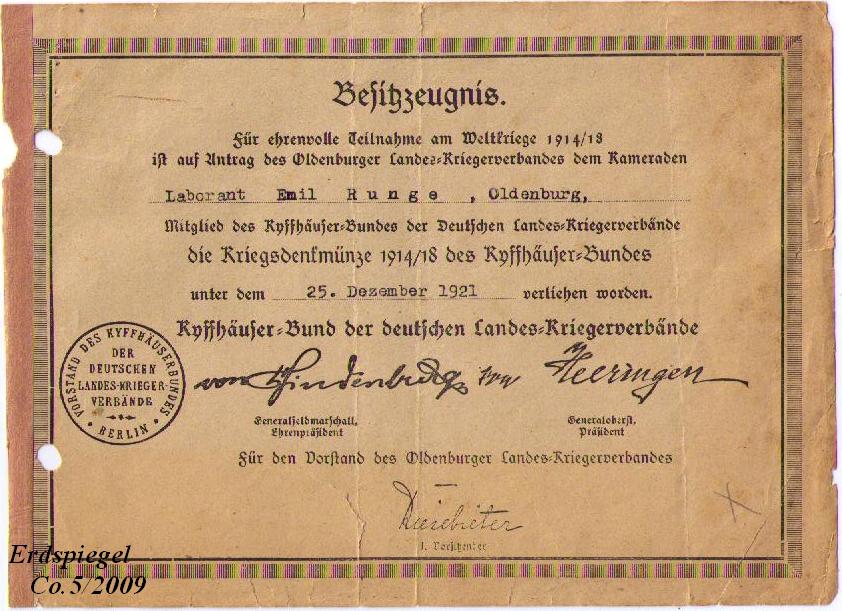 Besitzeugnis.
Für ehrenvolle Teilnahme am Weltkriege 1914/18
ist auf Antrag des Oldenburger Landes-Kriegerverbandes dem Kameraden
Laborant Emil Runge, Oldenburg,
Mitglied des Kyffhäuser-Bundes der Deutschen Landes-Kriegerverbände
die Kriegsdenkmünze 1914/18 des Kyffhäuser-Bundes
unter dem 25. Dezember 1921 verliehen worden.
Kyffhäuser-Bund der deutschen Landes-Kriegerverbände
VORSTAND DES KYFFHÄUSERBUNDES
DER
DEUTSCHEN
LANDES-KRIEGER-
VERBÄNDE
BERLIN
von Hindenburg von Heeringen
Generalfeldmarschall, Generaloberst,
Ehrenpräsident Präsident
Für den Vorstand des Oldenburger Landes-Kriegerverbandes
1. Vorsitzender
Erdspiegel
Co. 5/2009